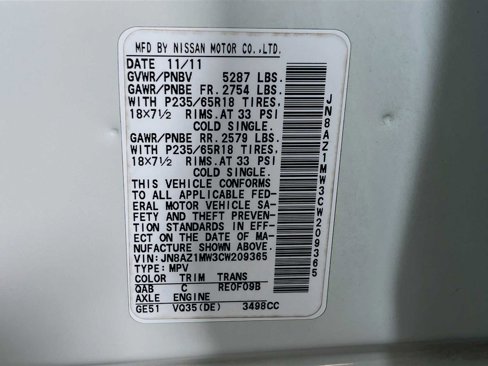 MFD BY NISSAN MOTOR CO.,LTD.
DATE 11/11
GVWR/PNBV 5287 LBS.
GAWR/PNBE FR. 2754 LBS.
WITH P235/65R18 TIRES,
18X7½ RIMS.AT 33 PSI
COLD SINGLE.
GAWR/PNBE RR. 2579 LBS.
WITH P235/65R18 TIRES,
18X7½ RIMS.AT 33 PSI
COLD SINGLE.
THIS VEHICLE CONFORMS
TO ALL APPLICABLE FED-
ERAL MOTOR VEHICLE SA-
FETY AND THEFT PREVEN-
TION STANDARDS IN EFF-
ECT ON THE DATE OF MA-
NUFACTURE SHOWN ABOVE.
VIN: JN8AZ1MW3CW209365
TYPE: MPV
COLOR TRIM TRANS
QAB C RE0F09B
AXLE ENGINE
GE51 VQ35(DE) 3498CC
JN8AZ1MW3CW209365